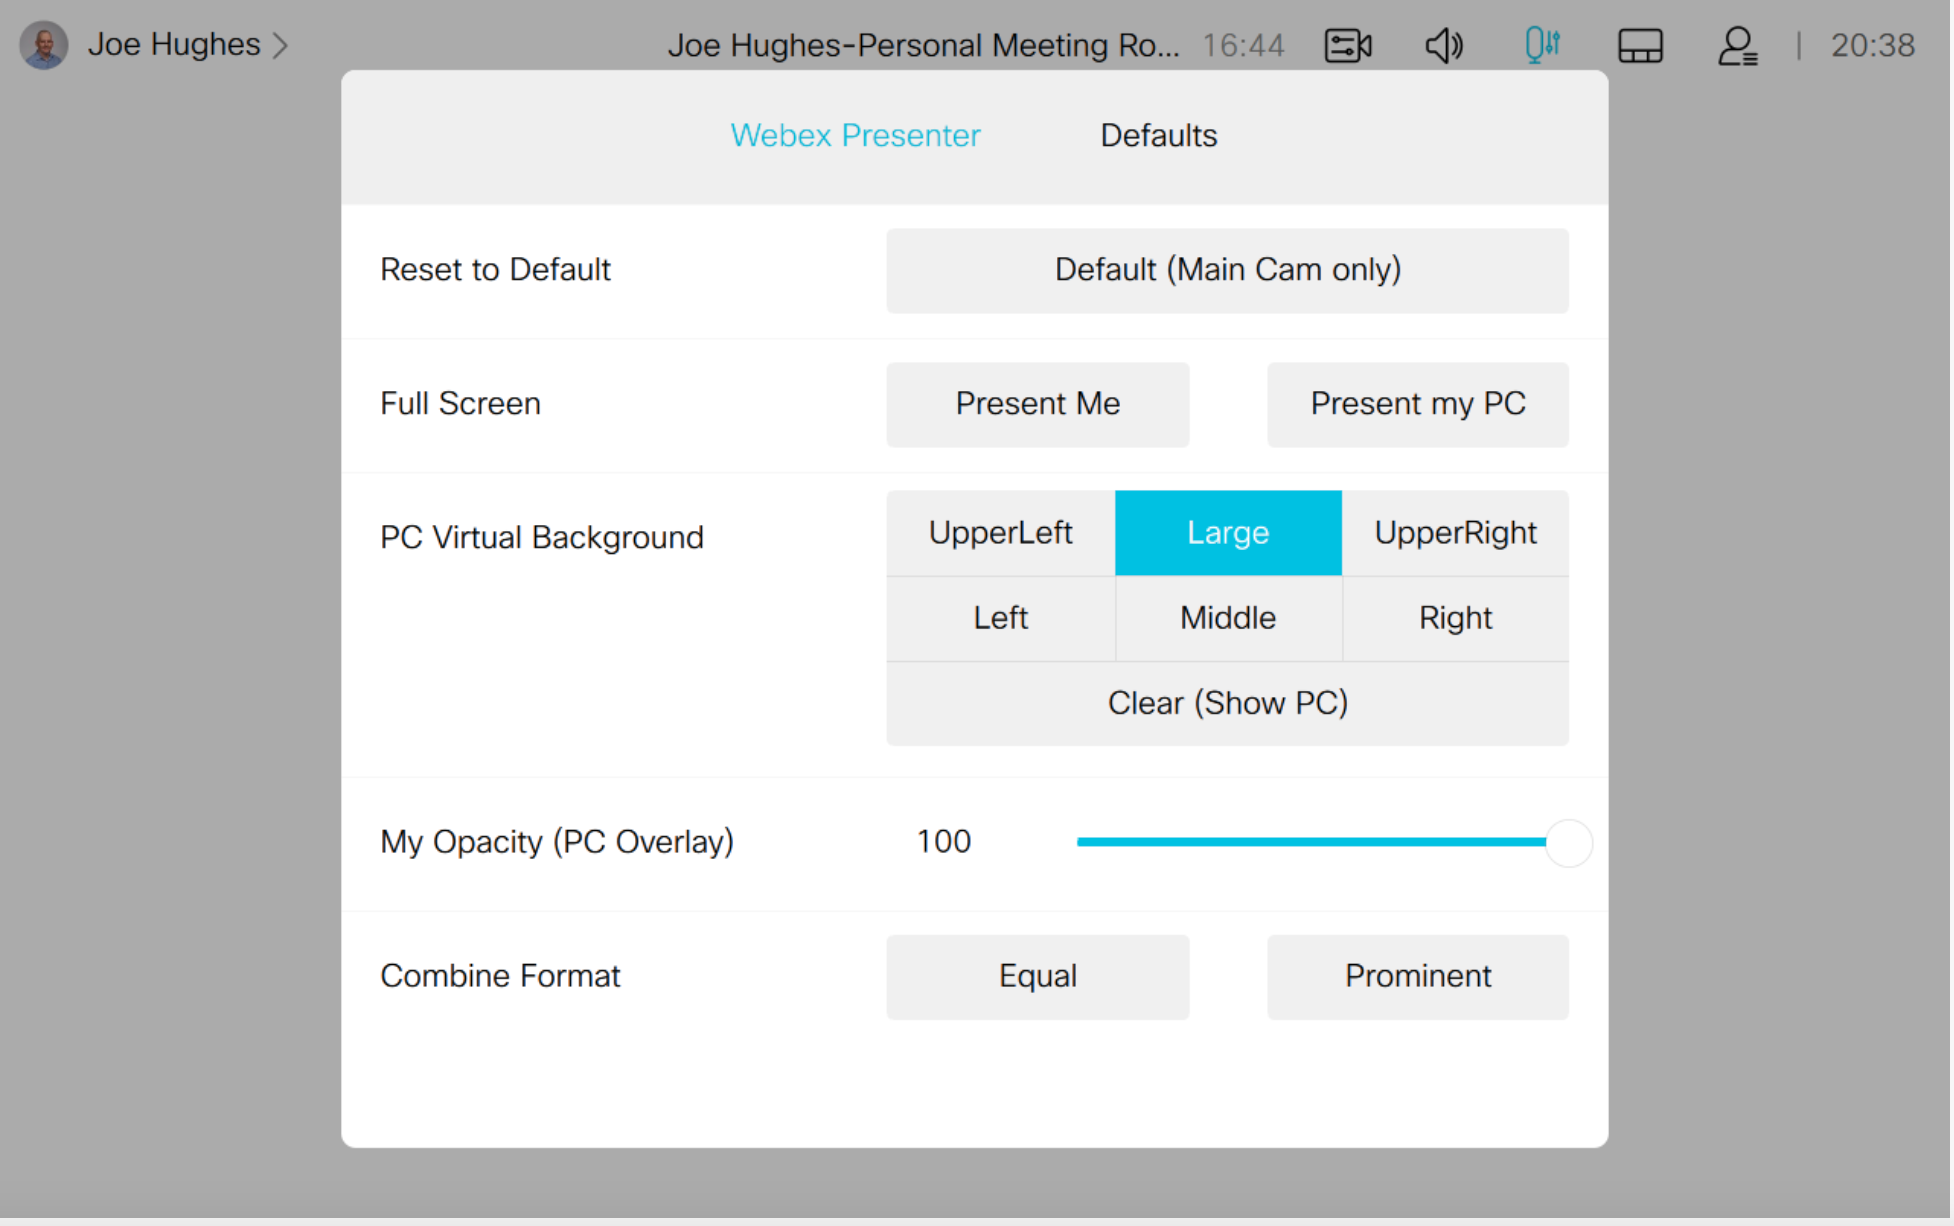 Joe Hughes
Joe Hughes-Personal Meeting Ro... 16:44
20:38
Webex Presenter
Defaults
Reset to Default
Default (Main Cam only)
Full Screen
Present Me
Present my PC
PC Virtual Background
UpperLeft
Large
UpperRight
Left
Middle
Right
Clear (Show PC)
My Opacity (PC Overlay)
100
Combine Format
Equal
Prominent